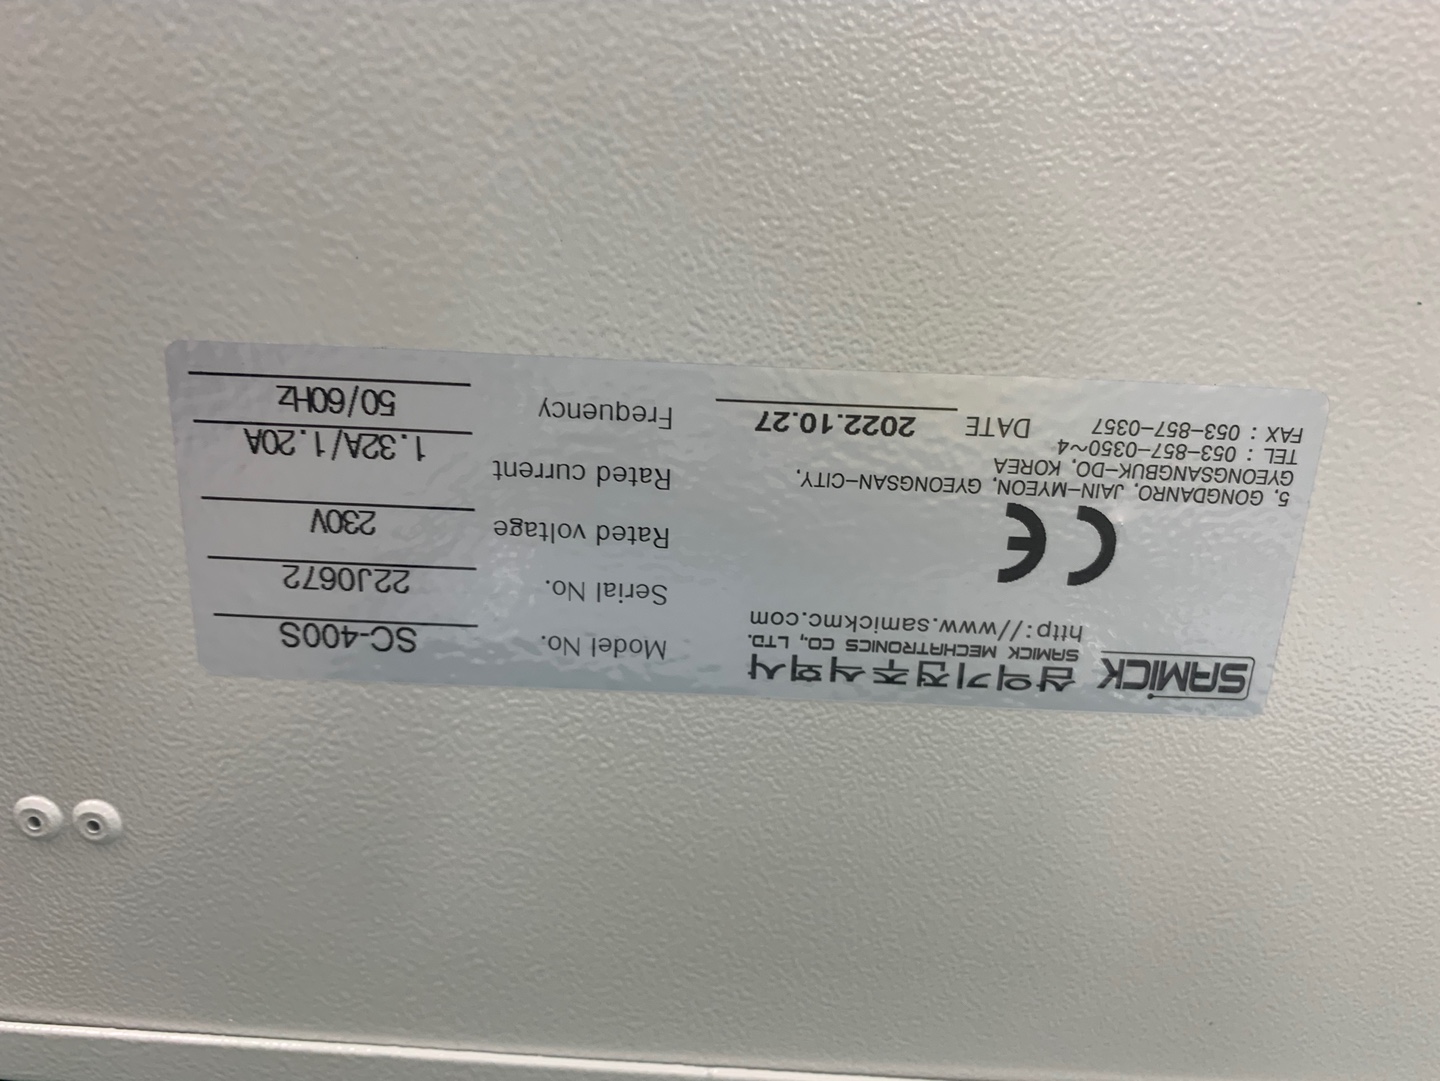 SAMICK 삼익기전주식회사
SAMICK MECHATRONICS CO., LTD.
http://www.samickmc.com
CE
5, GONGDANRO, JAIN-MYEON, GYEONGSAN-CITY,
GYEONGSANGBUK-DO, KOREA
TEL : 053-857-0350~4
FAX : 053-857-0357
DATE 2022.10.27
Model No. SC-400S
Serial No. 22J0672
Rated voltage 230V
Rated current 1.32A/1.20A
Frequency 50/60Hz